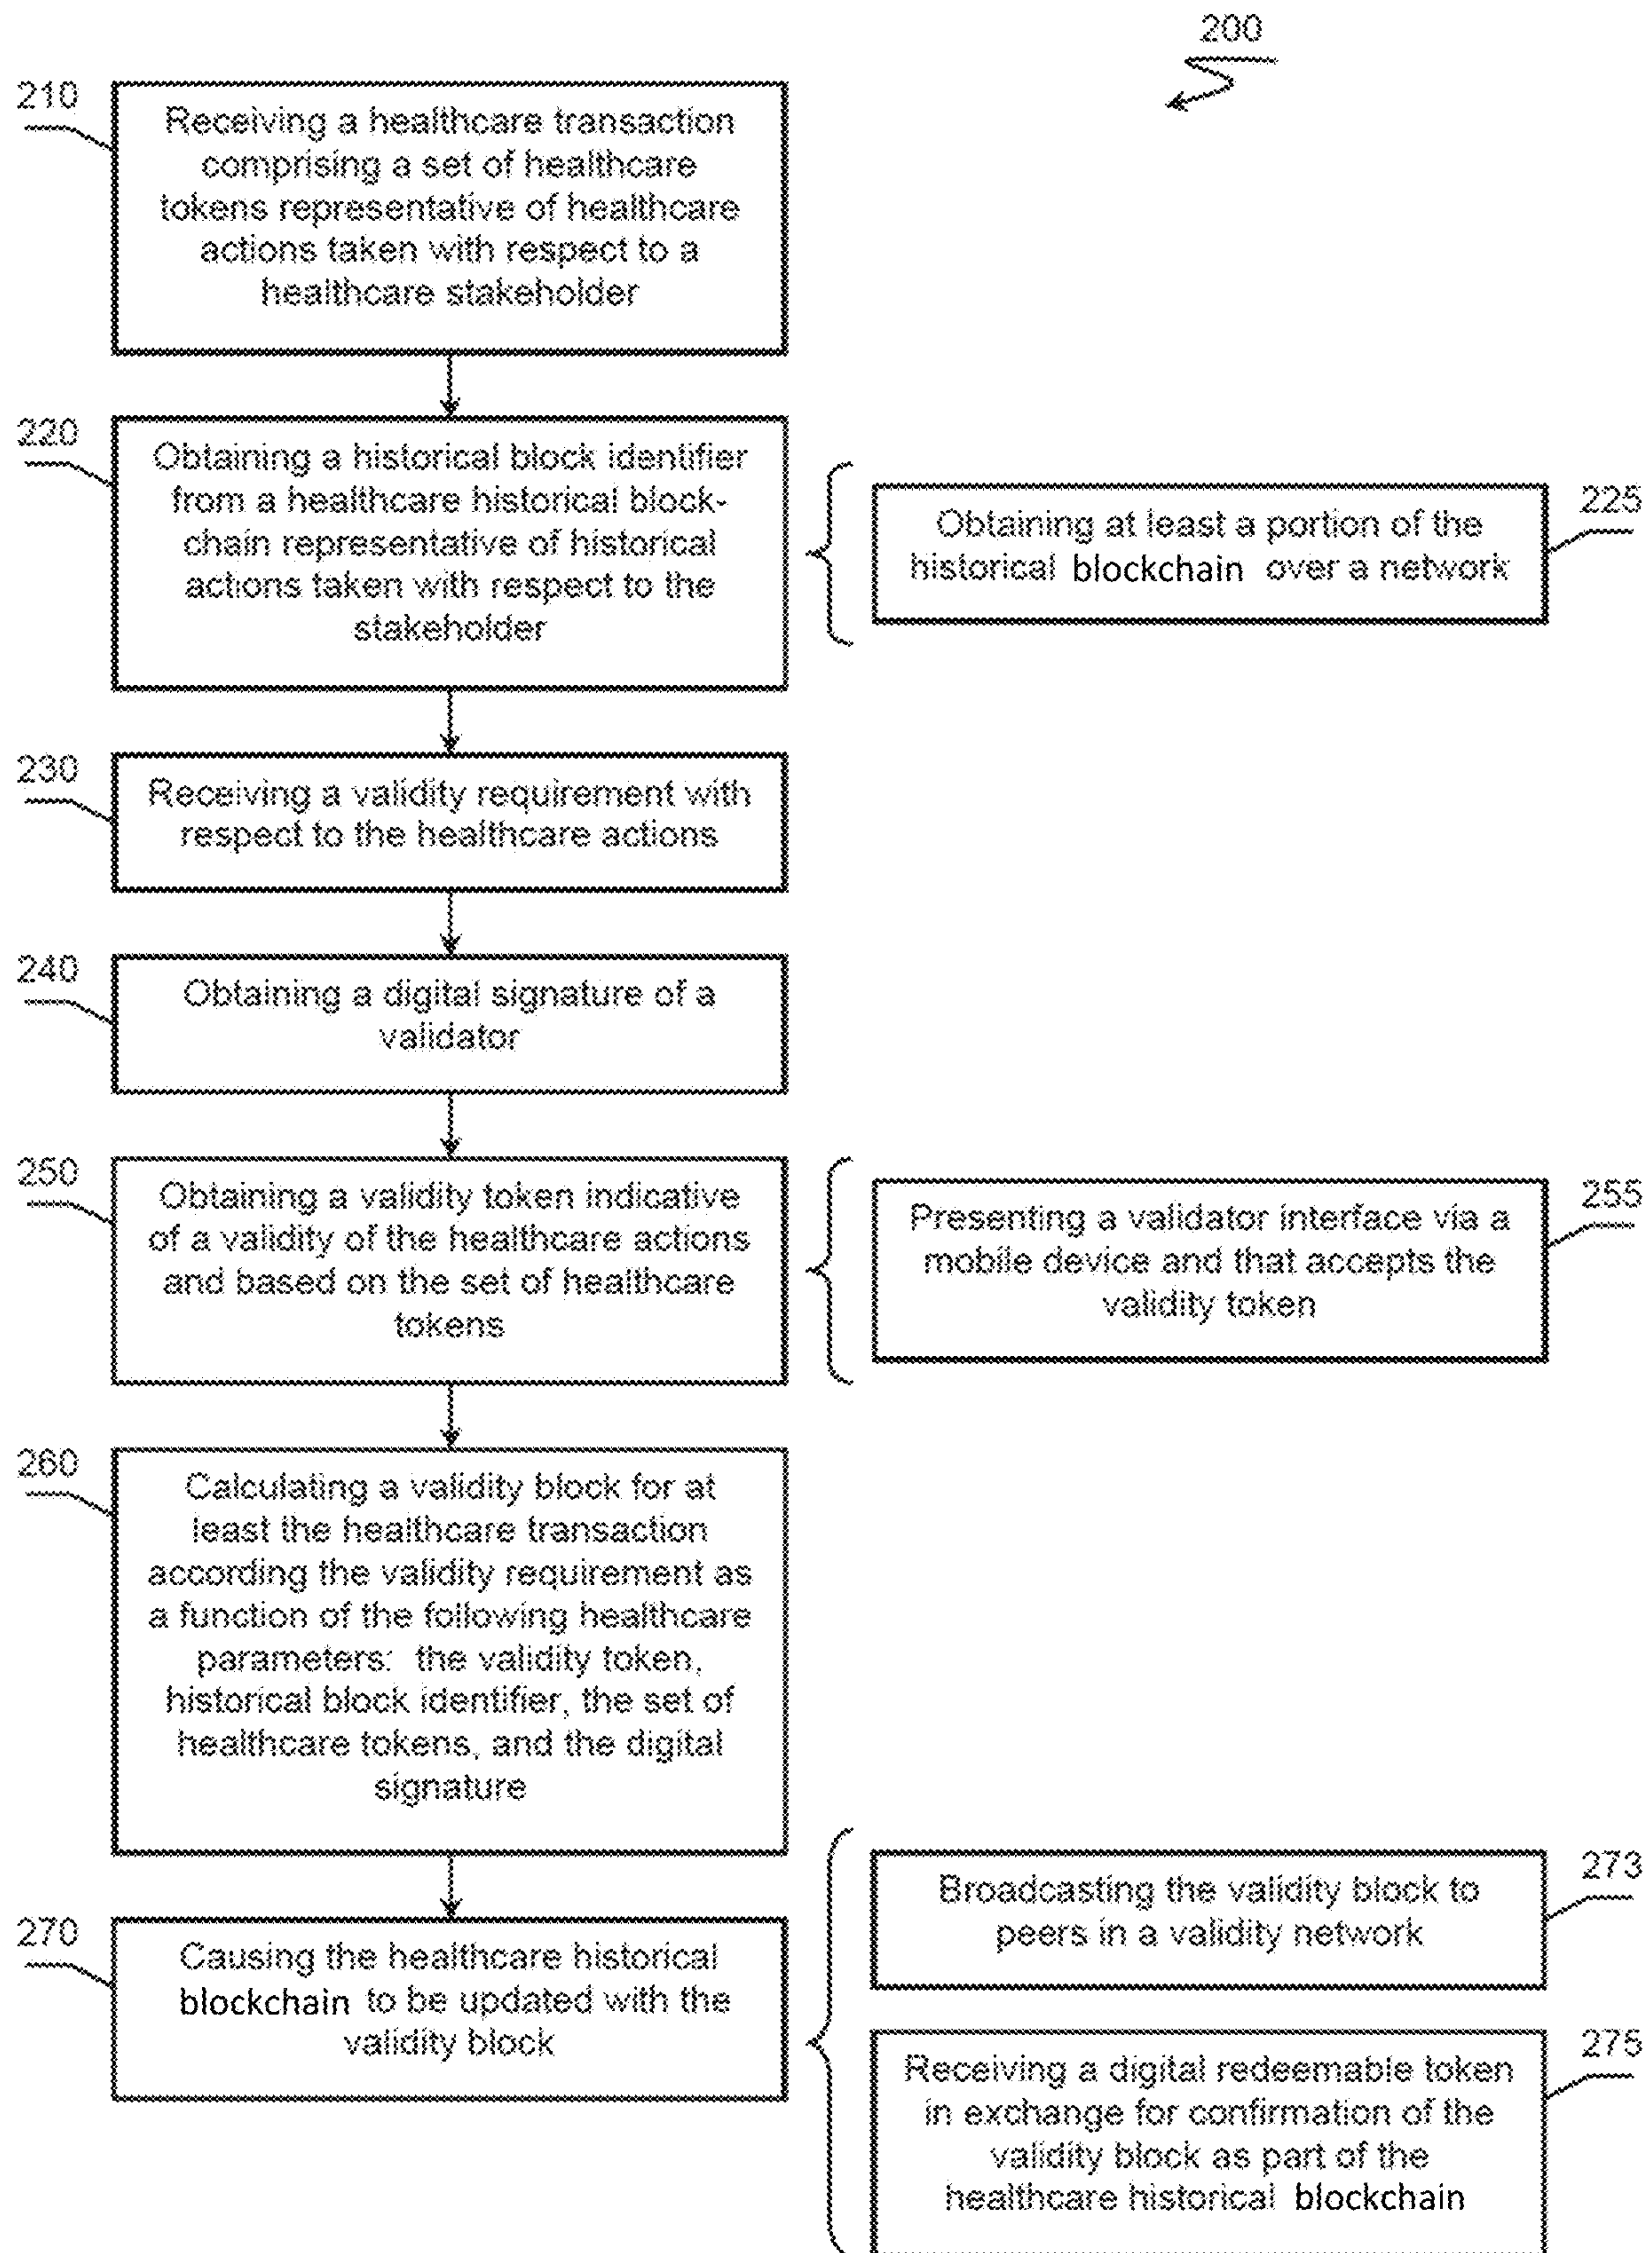 200
210
Receiving a healthcare transaction
comprising a set of healthcare
tokens representative of healthcare
actions taken with respect to a
healthcare stakeholder
220
Obtaining a historical block identifier
from a healthcare historical block-
chain representative of historical
actions taken with respect to the
stakeholder
225
Obtaining at least a portion of the
historical blockchain over a network
230
Receiving a validity requirement with
respect to the healthcare actions
240
Obtaining a digital signature of a
validator
250
Obtaining a validity token indicative
of a validity of the healthcare actions
and based on the set of healthcare
tokens
255
Presenting a validator interface via a
mobile device and that accepts the
validity token
260
Calculating a validity block for at
least the healthcare transaction
according the validity requirement as
a function of the following healthcare
parameters: the validity token,
historical block identifier, the set of
healthcare tokens, and the digital
signature
270
Causing the healthcare historical
blockchain to be updated with the
validity block
273
Broadcasting the validity block to
peers in a validity network
275
Receiving a digital redeemable token
in exchange for confirmation of the
validity block as part of the
healthcare historical blockchain